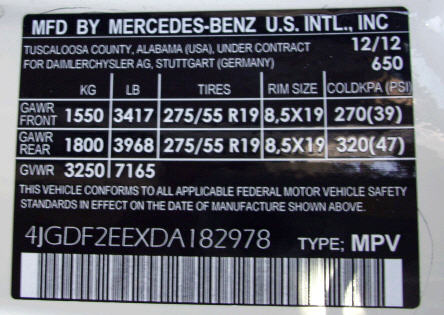 MFD BY MERCEDES-BENZ U.S. INTL., INC
TUSCALOOSA COUNTY, ALABAMA (USA), UNDER CONTRACT 12/12
FOR DAIMLERCHYSLER AG, STUTTGART (GERMANY) 650
KG LB TIRES RIM SIZE COLDKPA (PSI)
GAWR FRONT 1550 3417 275/55 R19 8,5X19 270(39)
GAWR REAR 1800 3968 275/55 R19 8,5X19 320(47)
GVWR 3250 7165
THIS VEHICLE CONFORMS TO ALL APPLICABLE FEDERAL MOTOR VEHICLE SAFETY
STANDARDS IN EFFECT ON THE DATE OF MANUFACTURE SHOWN ABOVE.
4JGDF2EEXDA182978 TYPE; MPV